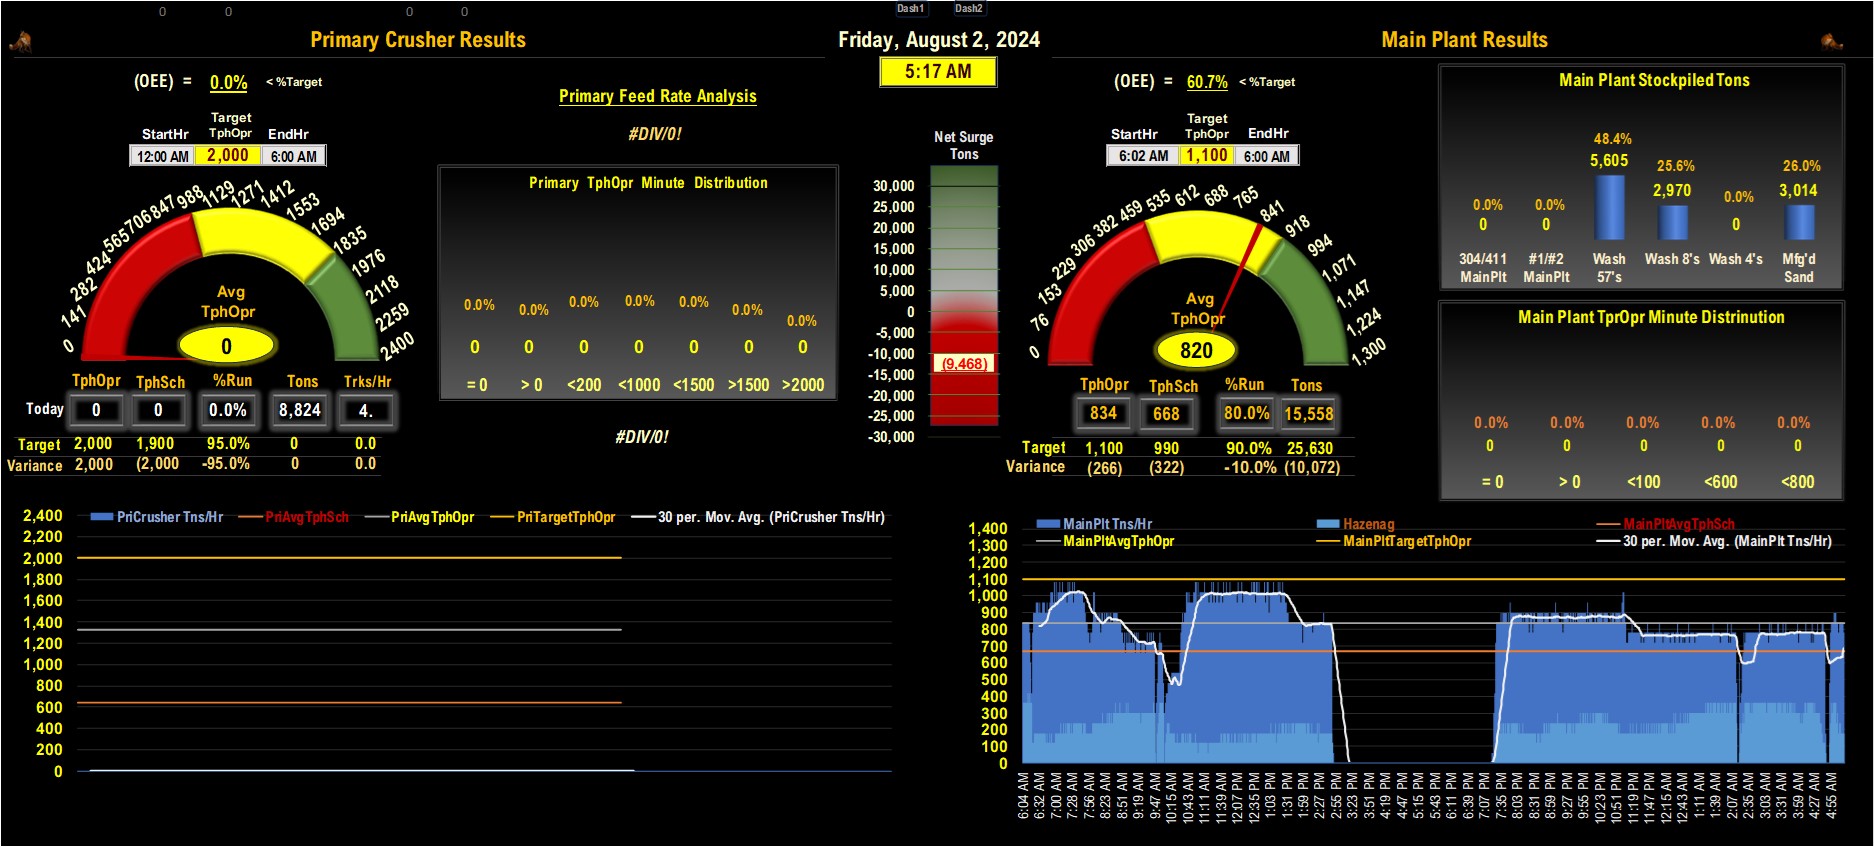 0 0 0 0
Dash1 Dash2
Primary Crusher Results
Friday, August 2, 2024
Main Plant Results
5:17 AM
(OEE) = 0.0% < %Target
Target
StartHr TphOpr EndHr
12:00 AM 2,000 6:00 AM
0 141 282 424 565 706 847 988 1129 1271 1412 1553 1694 1835 1976 2118 2259 2400
Avg
TphOpr
0
TphOpr TphSch %Run Tons Trks/Hr
Today 0 0 0.0% 8,824 4.
Target 2,000 1,900 95.0% 0 0.0
Variance 2,000 (2,000 -95.0% 0 0.0
Primary Feed Rate Analysis
#DIV/0!
Primary TphOpr Minute Distribution
0.0% 0.0% 0.0% 0.0% 0.0% 0.0% 0.0%
0 0 0 0 0 0 0
= 0 > 0 <200 <1000 <1500 >1500 >2000
#DIV/0!
Net Surge
Tons
30,000
25,000
20,000
15,000
10,000
5,000
0
-5,000
-10,000
(9,468)
-15,000
-20,000
-25,000
-30,000
(OEE) = 60.7% < %Target
Target
StartHr TphOpr EndHr
6:02 AM 1,100 6:00 AM
0 76 153 229 306 382 459 535 612 688 765 841 918 994 1,071 1,147 1,224 1,300
Avg
TphOpr
820
TphOpr TphSch %Run Tons
834 668 80.0% 15,558
Target 1,100 990 90.0% 25,630
Variance (266) (322) -10.0% (10,072)
Main Plant Stockpiled Tons
0.0% 0.0% 48.4% 25.6% 0.0% 26.0%
0 0 5,605 2,970 0 3,014
304/411 #1/#2 Wash Wash 8's Wash 4's Mfg'd
MainPlt MainPlt 57's Sand
Main Plant TprOpr Minute Distrinution
0.0% 0.0% 0.0% 0.0% 0.0%
0 0 0 0 0
= 0 > 0 <100 <600 <800
PriCrusher Tns/Hr PriAvgTphSch PriAvgTphOpr PriTargetTphOpr 30 per. Mov. Avg. (PriCrusher Tns/Hr)
2,400
2,200
2,000
1,800
1,600
1,400
1,200
1,000
800
600
400
200
0
MainPlt Tns/Hr Hazenag MainPltAvgTphSch
MainPltAvgTphOpr MainPltTargetTphOpr 30 per. Mov. Avg. (MainPlt Tns/Hr)
1,400
1,300
1,200
1,100
1,000
900
800
700
600
500
400
300
200
100
0
6:04 AM 6:32 AM 7:00 AM 7:28 AM 7:56 AM 8:23 AM 8:51 AM 9:19 AM 9:47 AM 10:15 AM 10:43 AM 11:11 AM 11:39 AM 12:07 PM 12:35 PM 1:03 PM 1:31 PM 1:59 PM 2:27 PM 2:55 PM 3:23 PM 3:51 PM 4:19 PM 4:47 PM 5:15 PM 5:43 PM 6:11 PM 6:39 PM 7:07 PM 7:35 PM 8:03 PM 8:31 PM 8:59 PM 9:27 PM 9:55 PM 10:23 PM 10:51 PM 11:19 PM 11:47 PM 12:15 AM 12:43 AM 1:11 AM 1:39 AM 2:07 AM 2:35 AM 3:03 AM 3:31 AM 3:59 AM 4:27 AM 4:55 AM